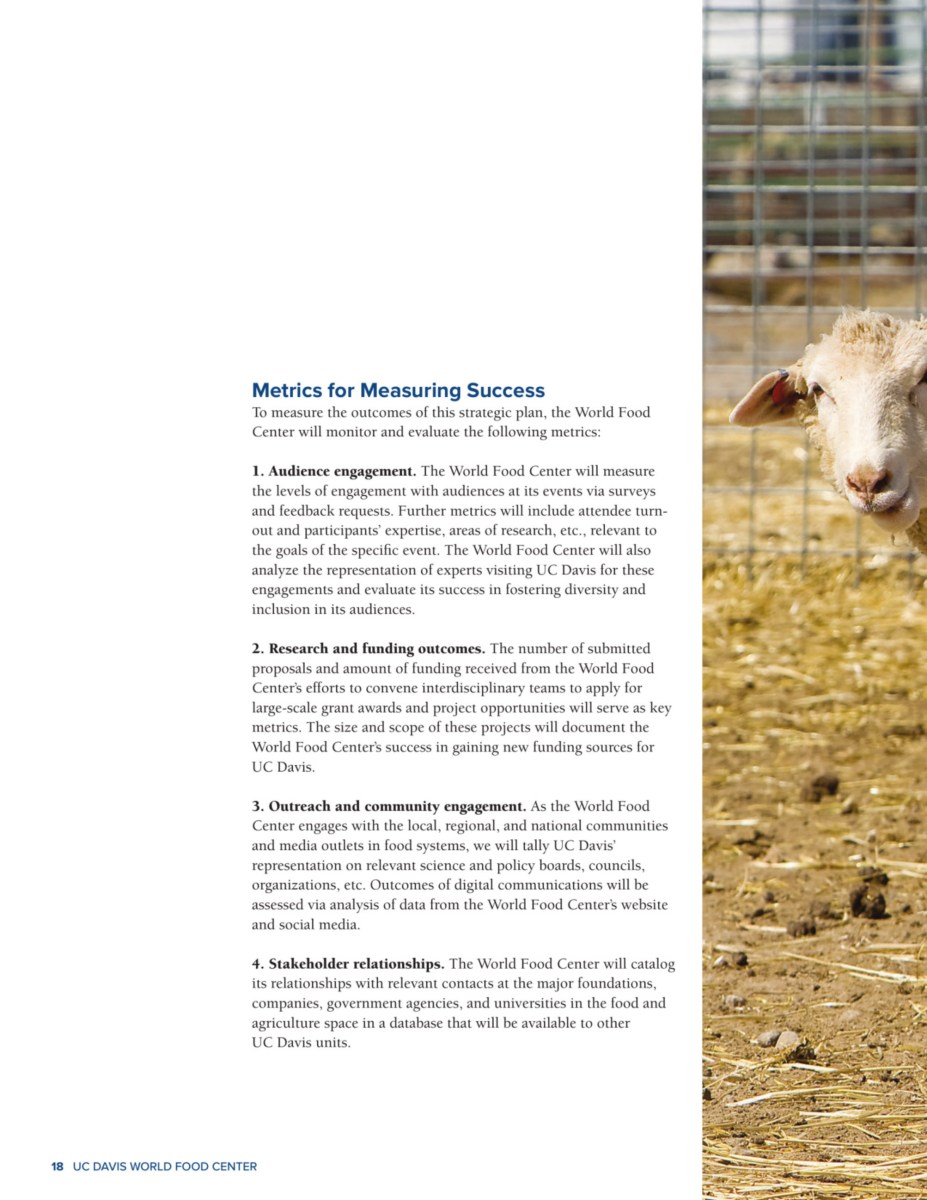 Metrics for Measuring Success
To measure the outcomes of this strategic plan, the World Food
Center will monitor and evaluate the following metrics:
1. Audience engagement. The World Food Center will measure
the levels of engagement with audiences at its events via surveys
and feedback requests. Further metrics will include attendee turn-
out and participants’ expertise, areas of research, etc., relevant to
the goals of the specific event. The World Food Center will also
analyze the representation of experts visiting UC Davis for these
engagements and evaluate its success in fostering diversity and
inclusion in its audiences.
2. Research and funding outcomes. The number of submitted
proposals and amount of funding received from the World Food
Center’s efforts to convene interdisciplinary teams to apply for
large-scale grant awards and project opportunities will serve as key
metrics. The size and scope of these projects will document the
World Food Center’s success in gaining new funding sources for
UC Davis.
3. Outreach and community engagement. As the World Food
Center engages with the local, regional, and national communities
and media outlets in food systems, we will tally UC Davis’
representation on relevant science and policy boards, councils,
organizations, etc. Outcomes of digital communications will be
assessed via analysis of data from the World Food Center’s website
and social media.
4. Stakeholder relationships. The World Food Center will catalog
its relationships with relevant contacts at the major foundations,
companies, government agencies, and universities in the food and
agriculture space in a database that will be available to other
UC Davis units.
18 UC DAVIS WORLD FOOD CENTER